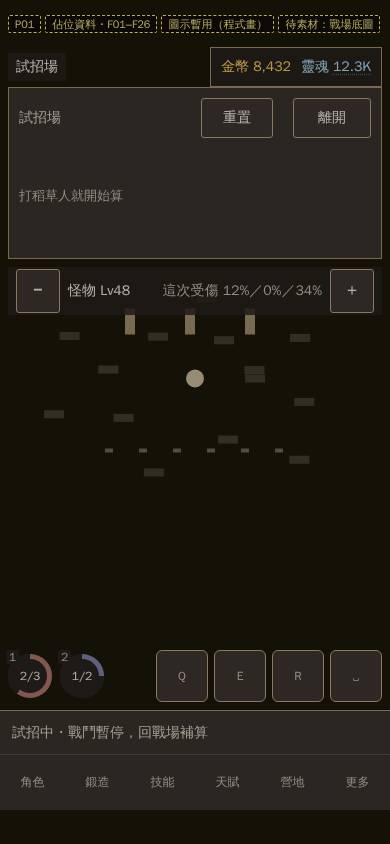 P01 佔位資料・F01–F26 圖示暫用（程式畫） 待素材：戰場底圖
試招場 金幣 8,432 靈魂 12.3K
試招場 重置 離開
打稻草人就開始算
− 怪物 Lv48 這次受傷 12%／0%／34% +
1 2/3 2 1/2 Q E R ⎵
試招中・戰鬥暫停，回戰場補算
角色 鍛造 技能 天賦 營地 更多